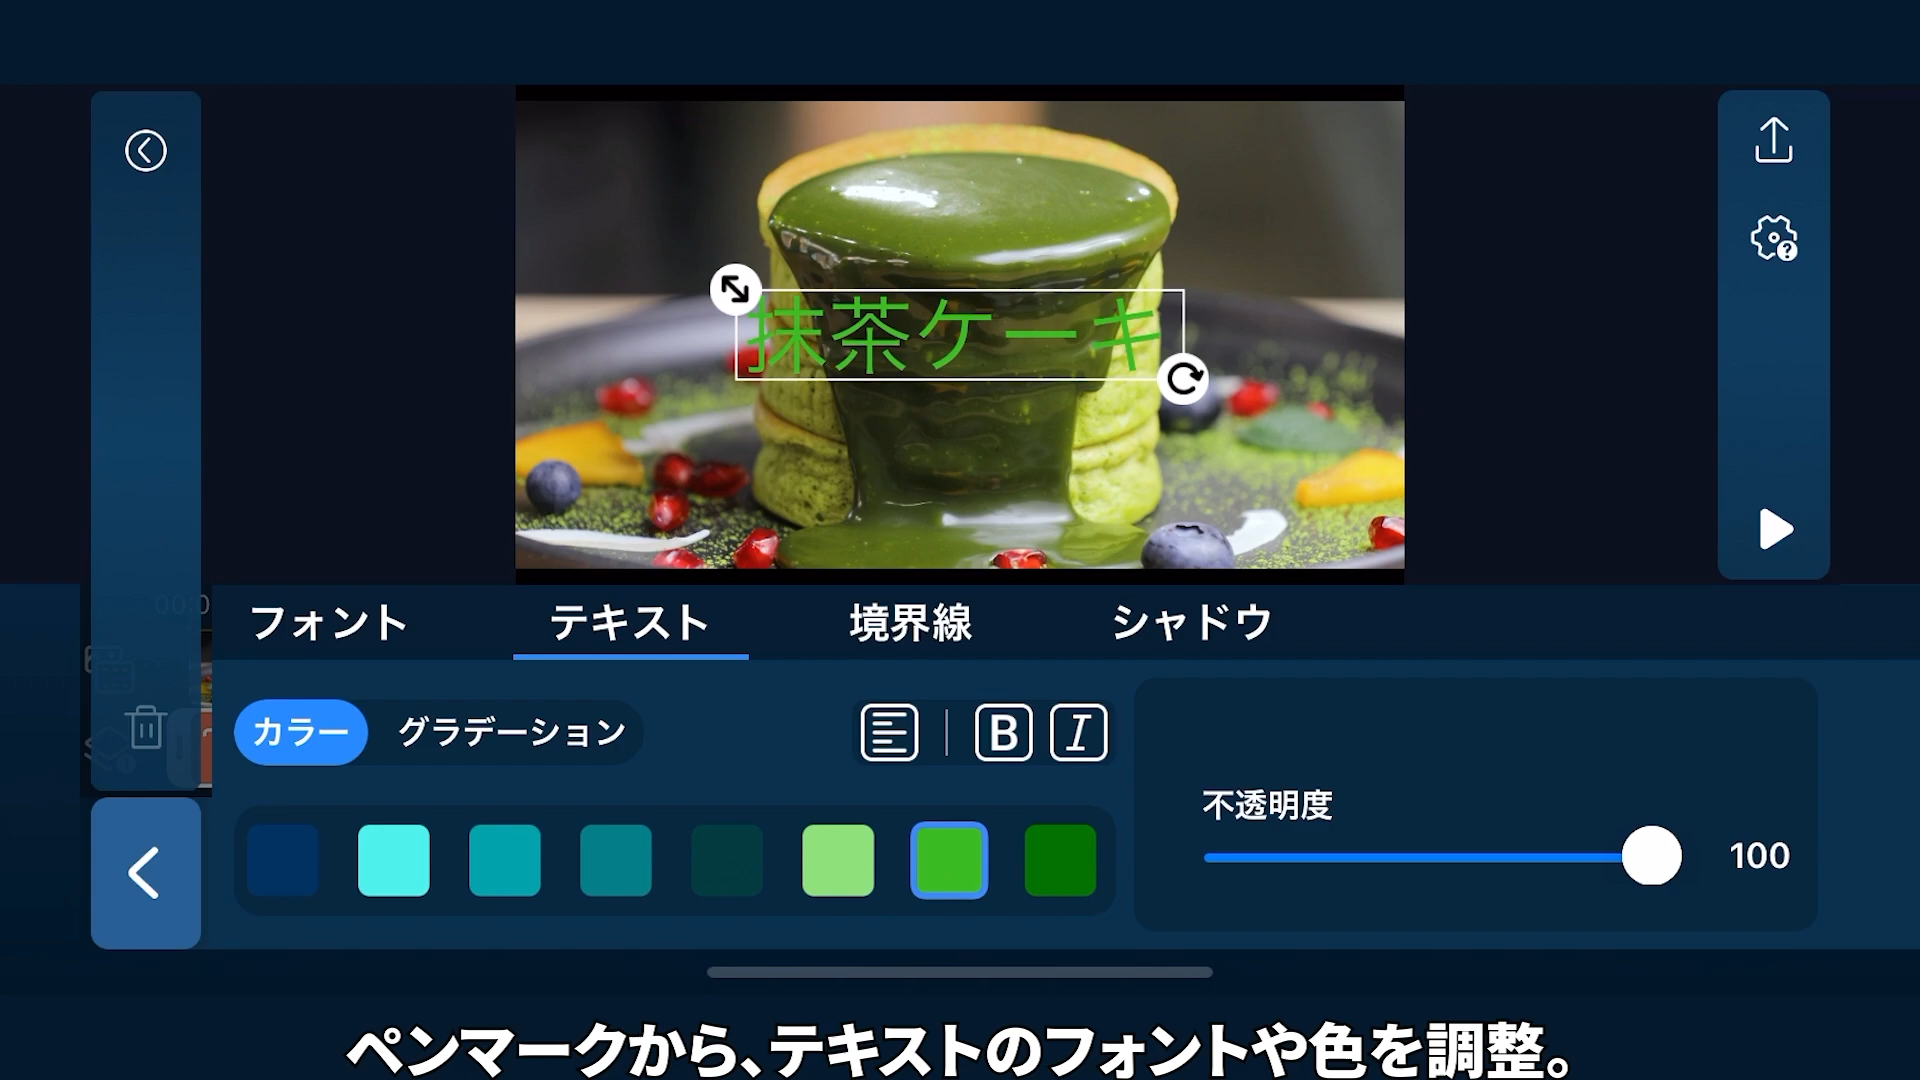 抹茶ケーキ
00:0
フォント テキスト 境界線 シャドウ
カラー グラデーション B I
不透明度
100
ペンマークから、テキストのフォントや色を調整。